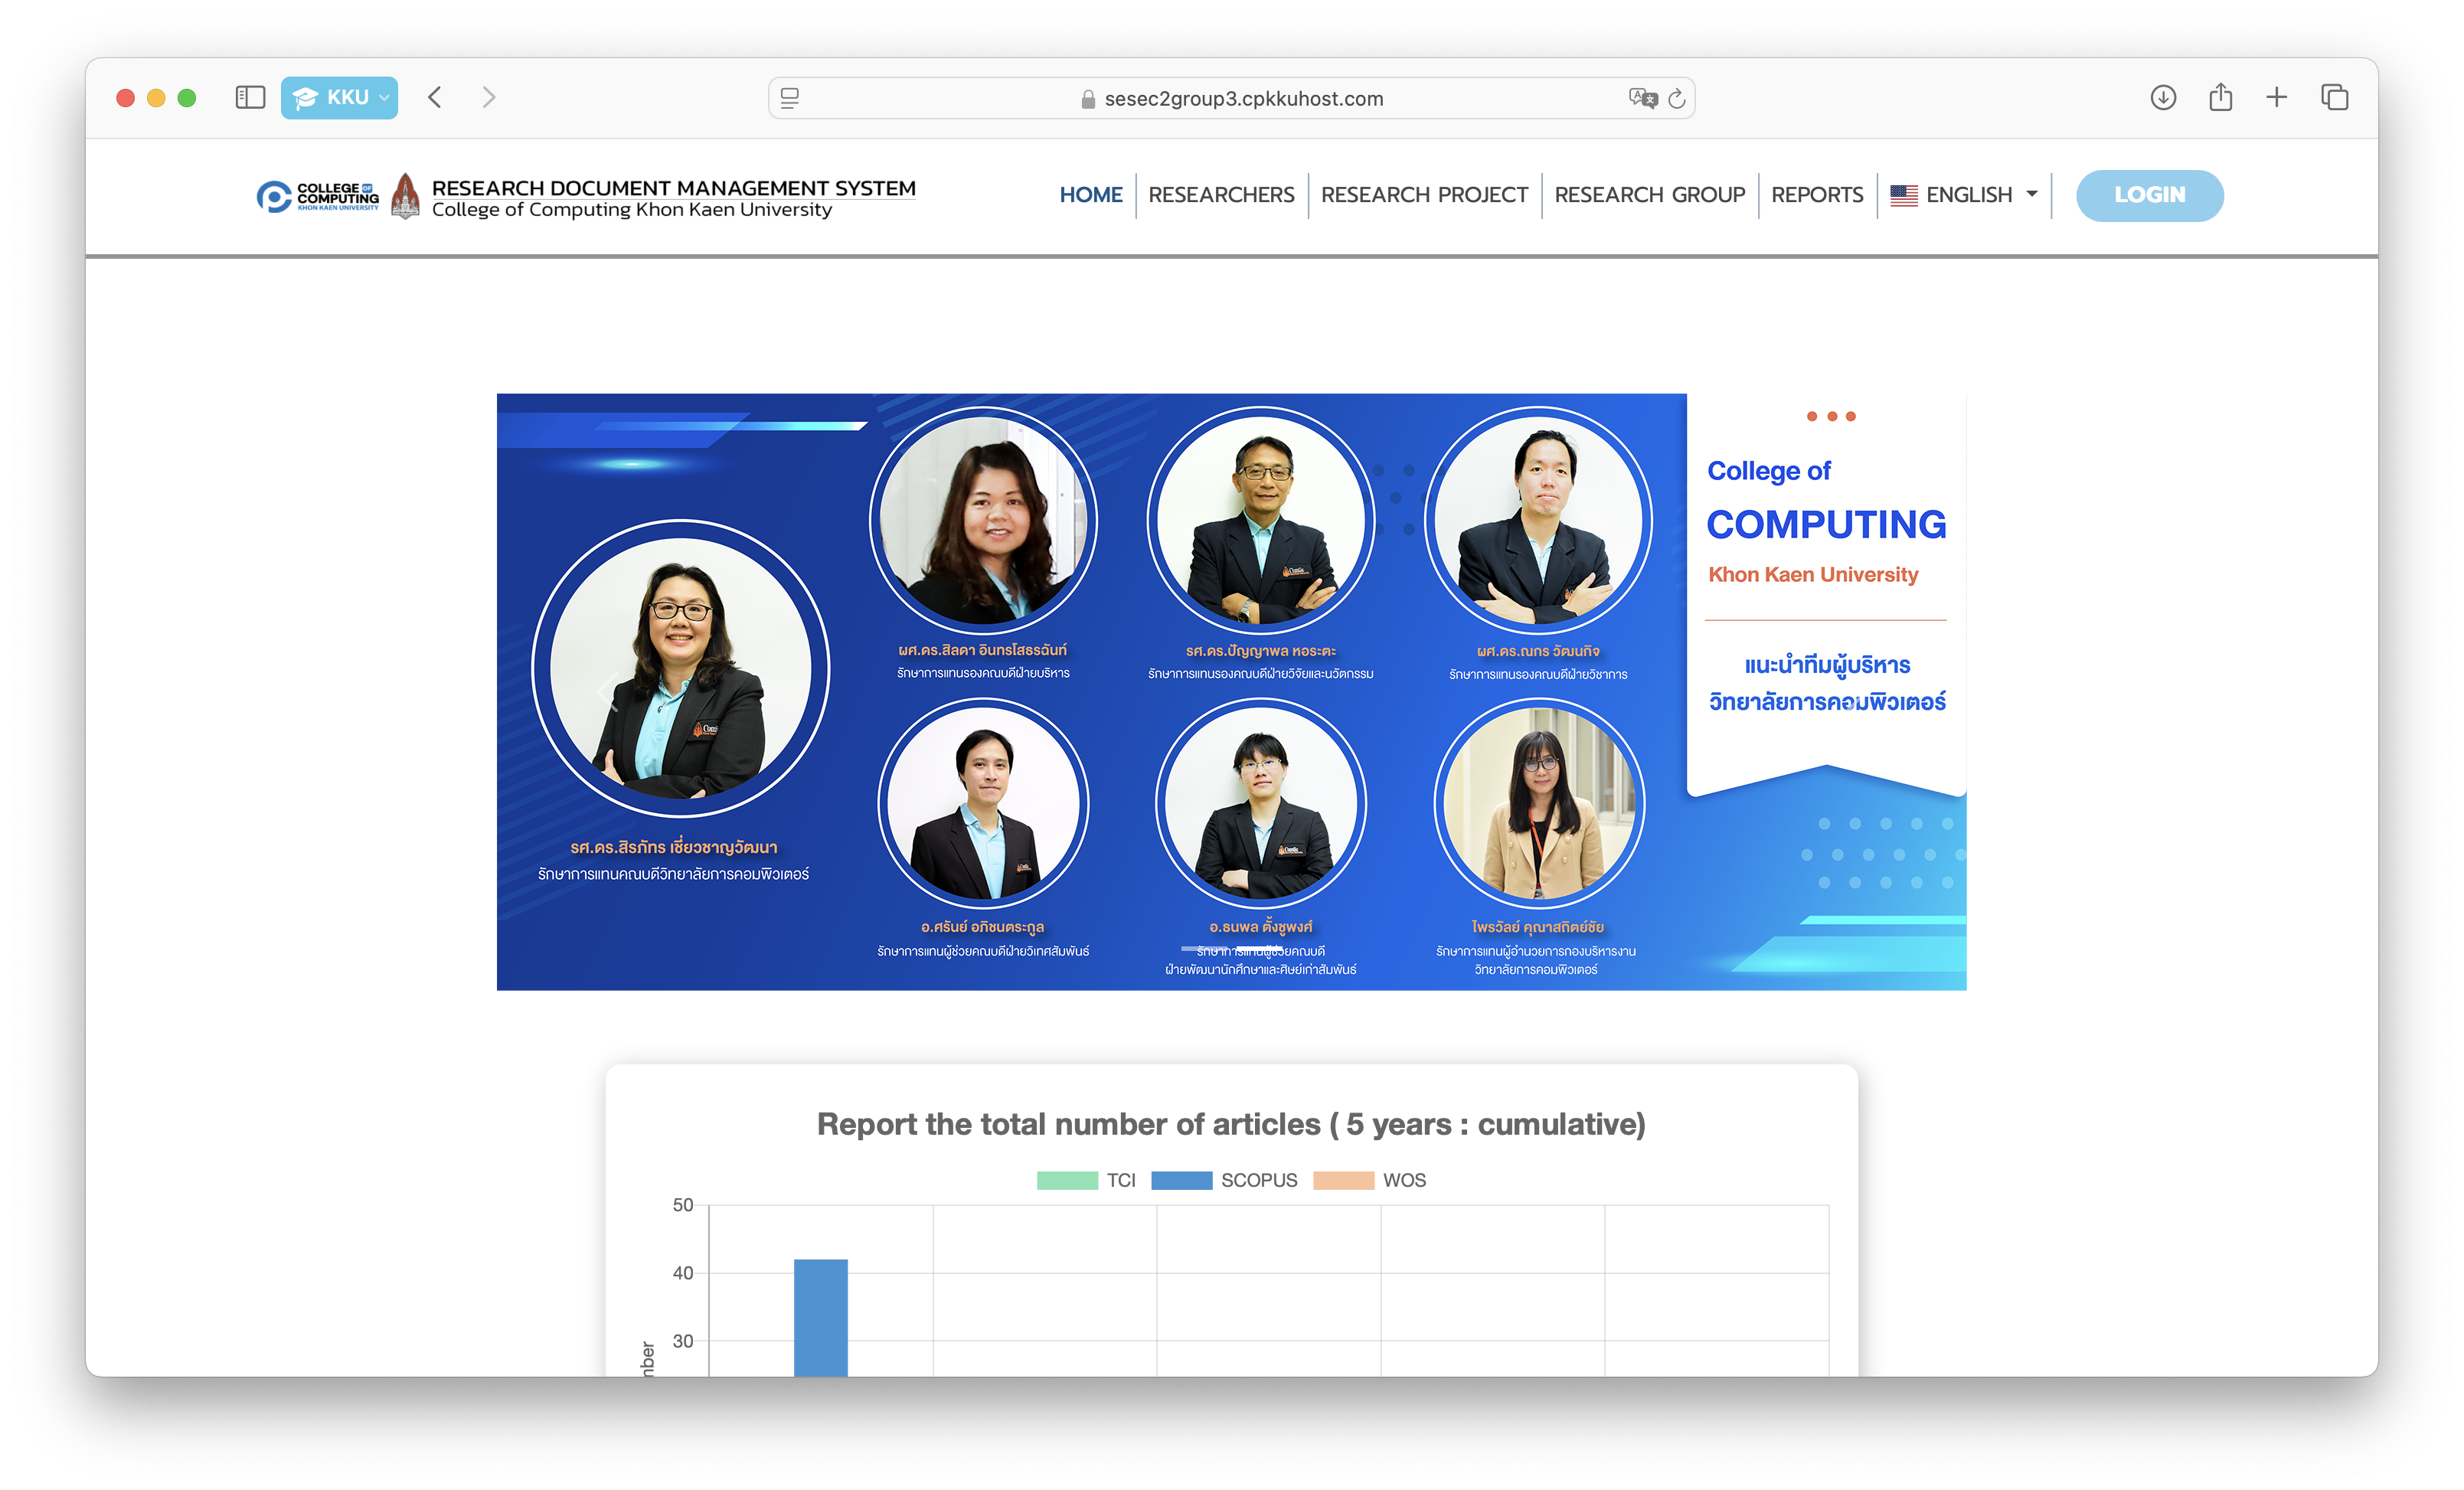 KKU
sesec2group3.cpkkuhost.com
COLLEGE OF
COMPUTING
KHON KAEN UNIVERSITY
RESEARCH DOCUMENT MANAGEMENT SYSTEM
College of Computing Khon Kaen University
HOME
RESEARCHERS
RESEARCH PROJECT
RESEARCH GROUP
REPORTS
ENGLISH
LOGIN
รศ.ดร.สิรภัทร เชี่ยวชาญวัฒนา
รักษาการแทนคณบดีวิทยาลัยการคอมพิวเตอร์
ผศ.ดร.สิลดา อินทรโสธรฉันท์
รักษาการแทนรองคณบดีฝ่ายบริหาร
รศ.ดร.ปัญญาพล หอระตะ
รักษาการแทนรองคณบดีฝ่ายวิจัยและนวัตกรรม
ผศ.ดร.ณกร วัฒนกิจ
รักษาการแทนรองคณบดีฝ่ายวิชาการ
อ.ศรันย์ อภิชนตระกูล
รักษาการแทนผู้ช่วยคณบดีฝ่ายวิเทศสัมพันธ์
อ.ธนพล ตั้งชูพงศ์
รักษาการแทนผู้ช่วยคณบดี
ฝ่ายพัฒนานักศึกษาและศิษย์เก่าสัมพันธ์
ไพรวัลย์ คุณาสถิตย์ชัย
รักษาการแทนผู้อำนวยการกองบริหารงาน
วิทยาลัยการคอมพิวเตอร์
College of
COMPUTING
Khon Kaen University
แนะนำทีมผู้บริหาร
วิทยาลัยการคอมพิวเตอร์
Report the total number of articles ( 5 years : cumulative)
TCI
SCOPUS
WOS
50
40
30